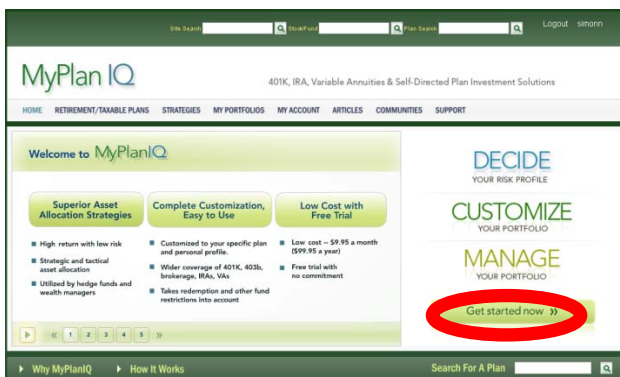 Site Search Stock/Fund Plan Search Logout simonn
MyPlan IQ
401K, IRA, Variable Annuities & Self-Directed Plan Investment Solutions
HOME RETIREMENT/TAXABLE PLANS STRATEGIES MY PORTFOLIOS MY ACCOUNT ARTICLES COMMUNITIES SUPPORT
Welcome to MyPlanIQ
Superior Asset
Allocation Strategies
High return with low risk
Strategic and tactical
asset allocation
Utilized by hedge funds and
wealth managers
Complete Customization,
Easy to Use
Customized to your specific plan
and personal profile.
Wider coverage of 401K, 403b,
brokerage, IRAs, VAs
Takes redemption and other fund
restrictions into account
Low Cost with
Free Trial
Low cost – $9.95 a month
($99.95 a year)
Free trial with
no commitment
« 1 2 3 4 5 »
DECIDE
YOUR RISK PROFILE
CUSTOMIZE
YOUR PORTFOLIO
MANAGE
YOUR PORTFOLIO
Get started now »
Why MyPlanIQ How It Works Search For A Plan